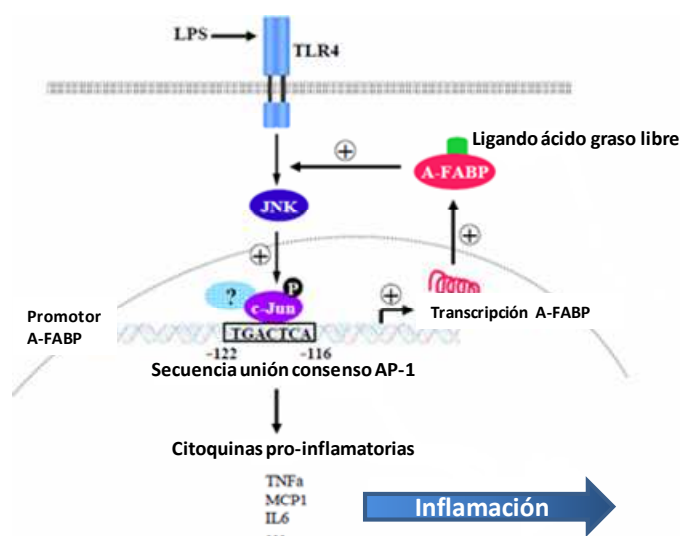 LPS
TLR4
Ligando ácido graso libre
+
A-FABP
JNK
+
+
P
?
c-Jun
+
Promotor
A-FABP
Transcripción A-FABP
TGACTCA
-122
-116
Secuencia unión consenso AP-1
Citoquinas pro-inflamatorias
TNFa
MCP1
IL6
...
Inflamación